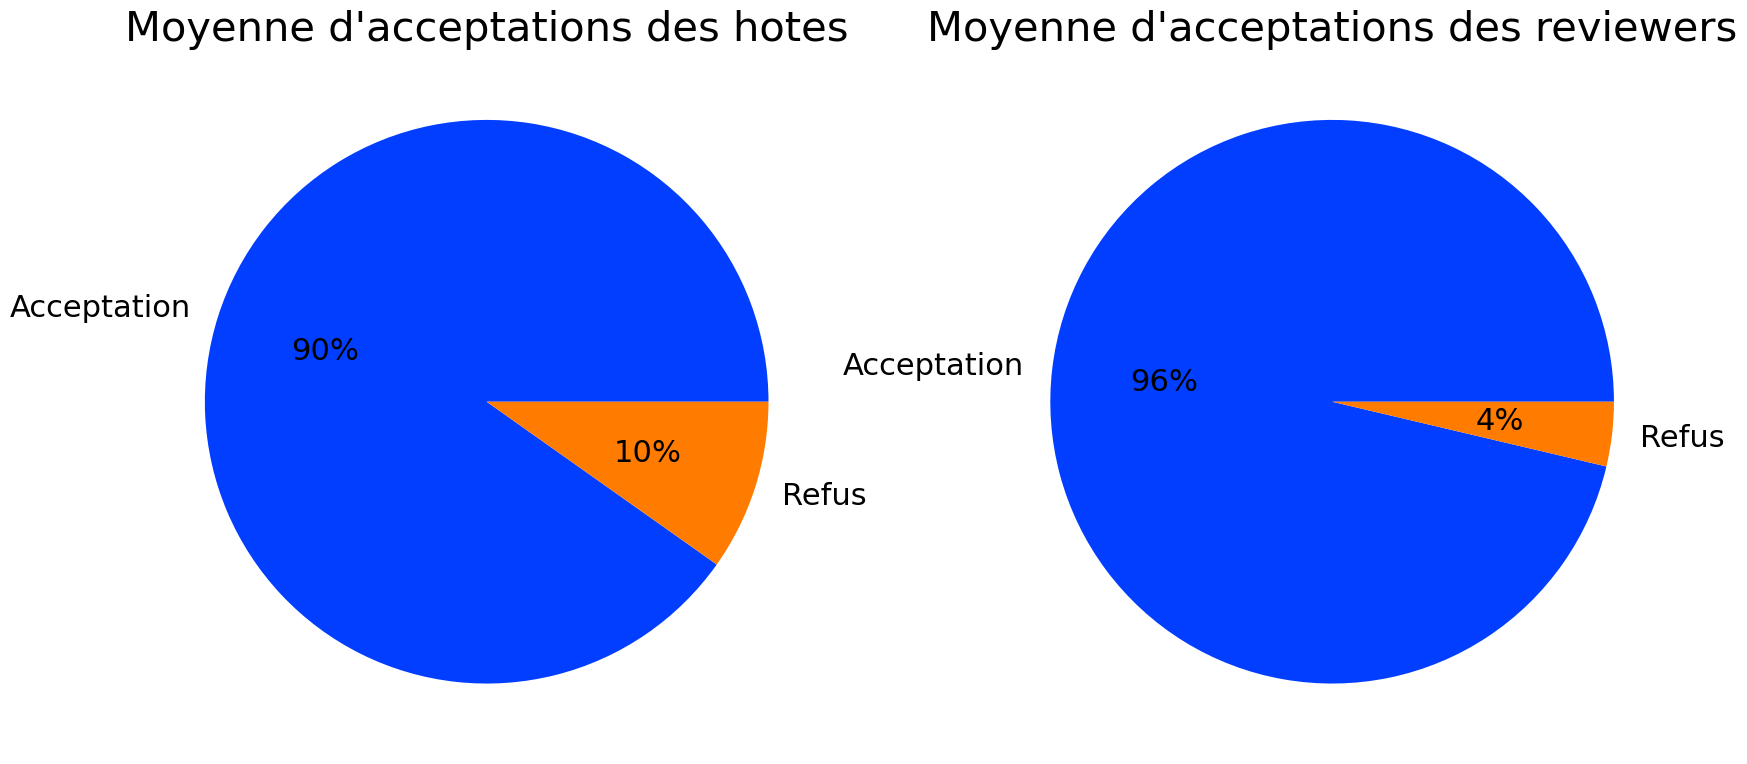 Moyenne d'acceptations des hotes
Acceptation
90%
10%
Refus
Moyenne d'acceptations des reviewers
Acceptation
96%
4%
Refus